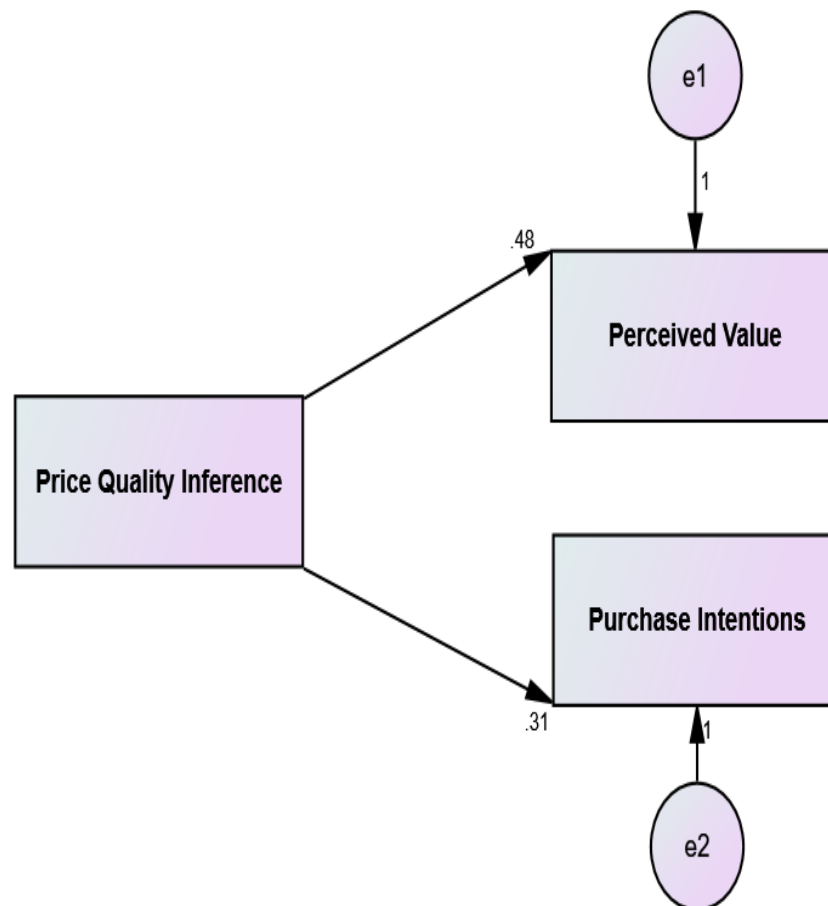 e1
1
.48
Perceived Value
Price Quality Inference
Purchase Intentions
.31
1
e2